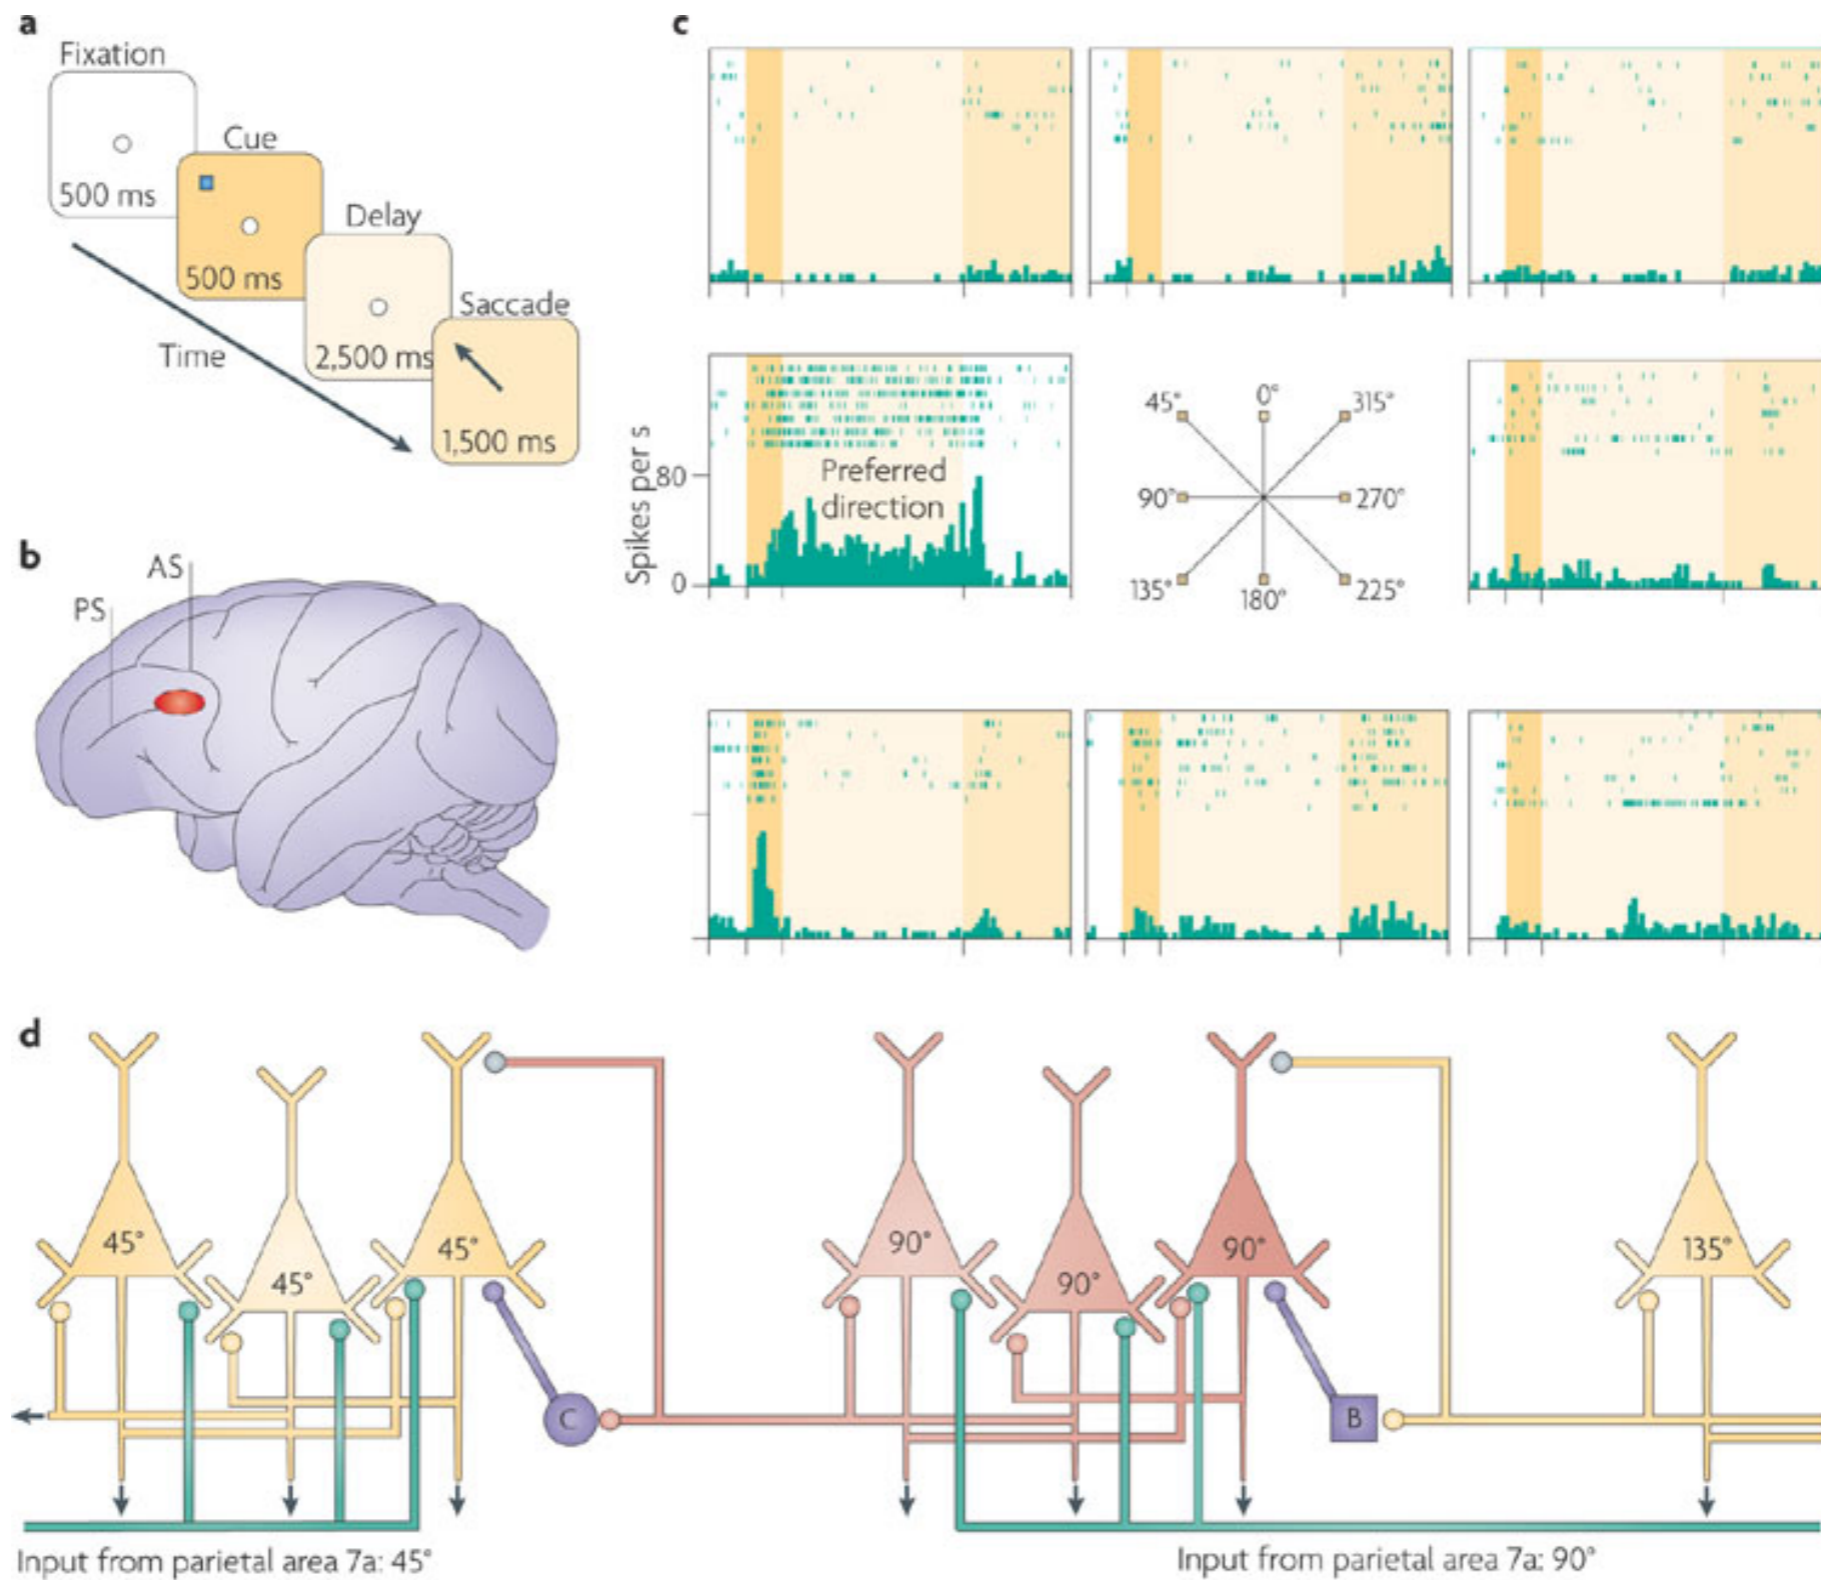 a
Fixation
500 ms
Cue
500 ms
Delay
2,500 ms
Saccade
1,500 ms
Time
b
AS
PS
c
Spikes per s
80
0
Preferred
direction
0°
45°
315°
90°
270°
135°
225°
180°
d
45°
45°
45°
90°
90°
90°
135°
C
B
Input from parietal area 7a: 45°
Input from parietal area 7a: 90°